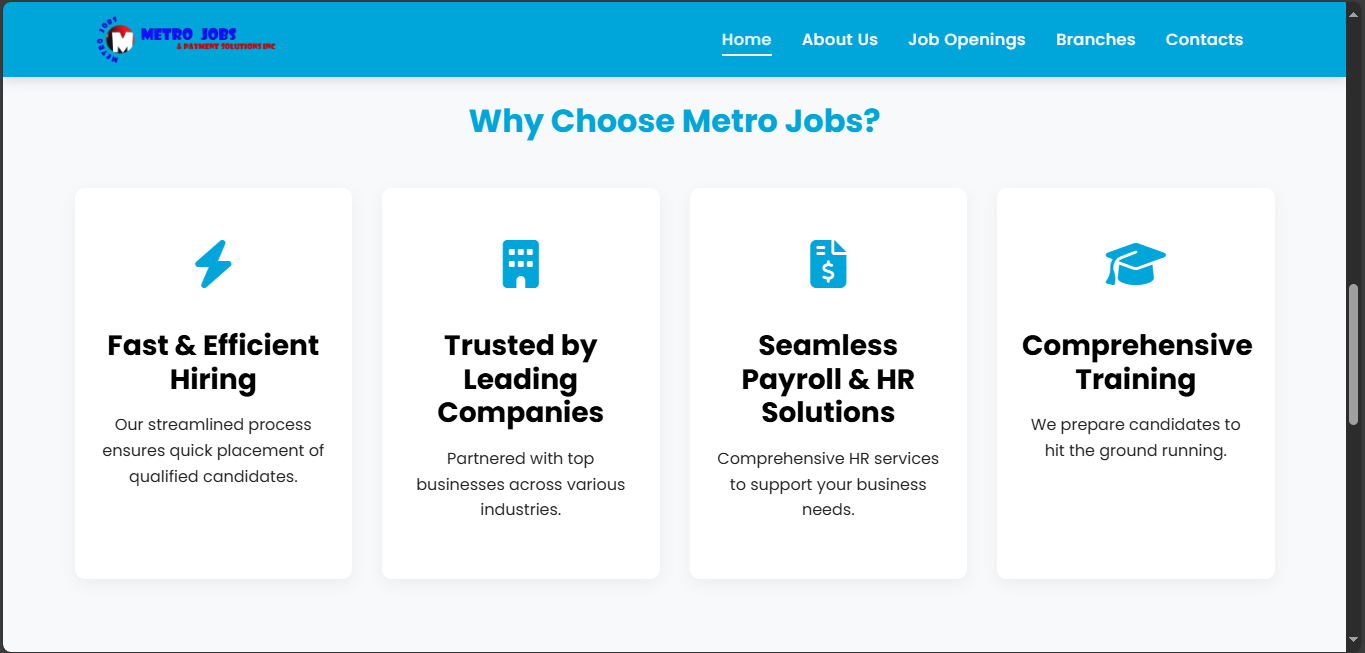 METRO JOBS
METRO JOBS
& PAYMENT SOLUTIONS INC
Home About Us Job Openings Branches Contacts
Why Choose Metro Jobs?
Fast & Efficient
Hiring
Our streamlined process
ensures quick placement of
qualified candidates.
Trusted by
Leading
Companies
Partnered with top
businesses across various
industries.
Seamless
Payroll & HR
Solutions
Comprehensive HR services
to support your business
needs.
Comprehensive
Training
We prepare candidates to
hit the ground running.